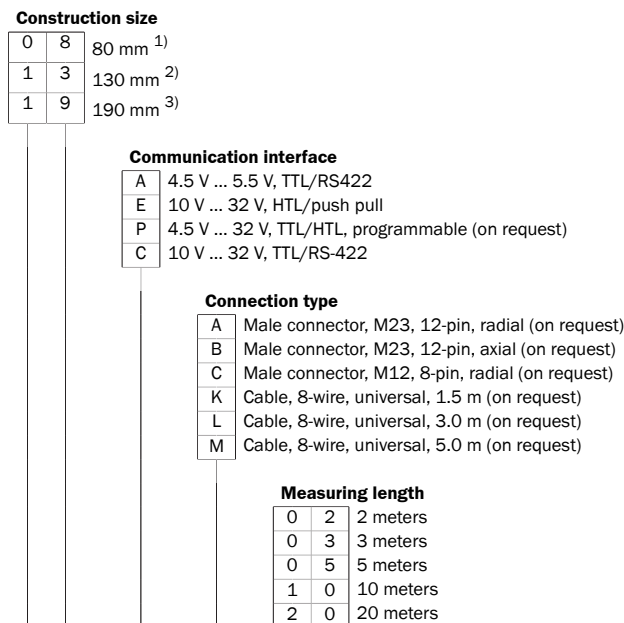 Construction size
0 8 80 mm 1)
1 3 130 mm 2)
1 9 190 mm 3)
Communication interface
A 4.5 V ... 5.5 V, TTL/RS422
E 10 V ... 32 V, HTL/push pull
P 4.5 V ... 32 V, TTL/HTL, programmable (on request)
C 10 V ... 32 V, TTL/RS-422
Connection type
A Male connector, M23, 12-pin, radial (on request)
B Male connector, M23, 12-pin, axial (on request)
C Male connector, M12, 8-pin, radial (on request)
K Cable, 8-wire, universal, 1.5 m (on request)
L Cable, 8-wire, universal, 3.0 m (on request)
M Cable, 8-wire, universal, 5.0 m (on request)
Measuring length
0 2 2 meters
0 3 3 meters
0 5 5 meters
1 0 10 meters
2 0 20 meters